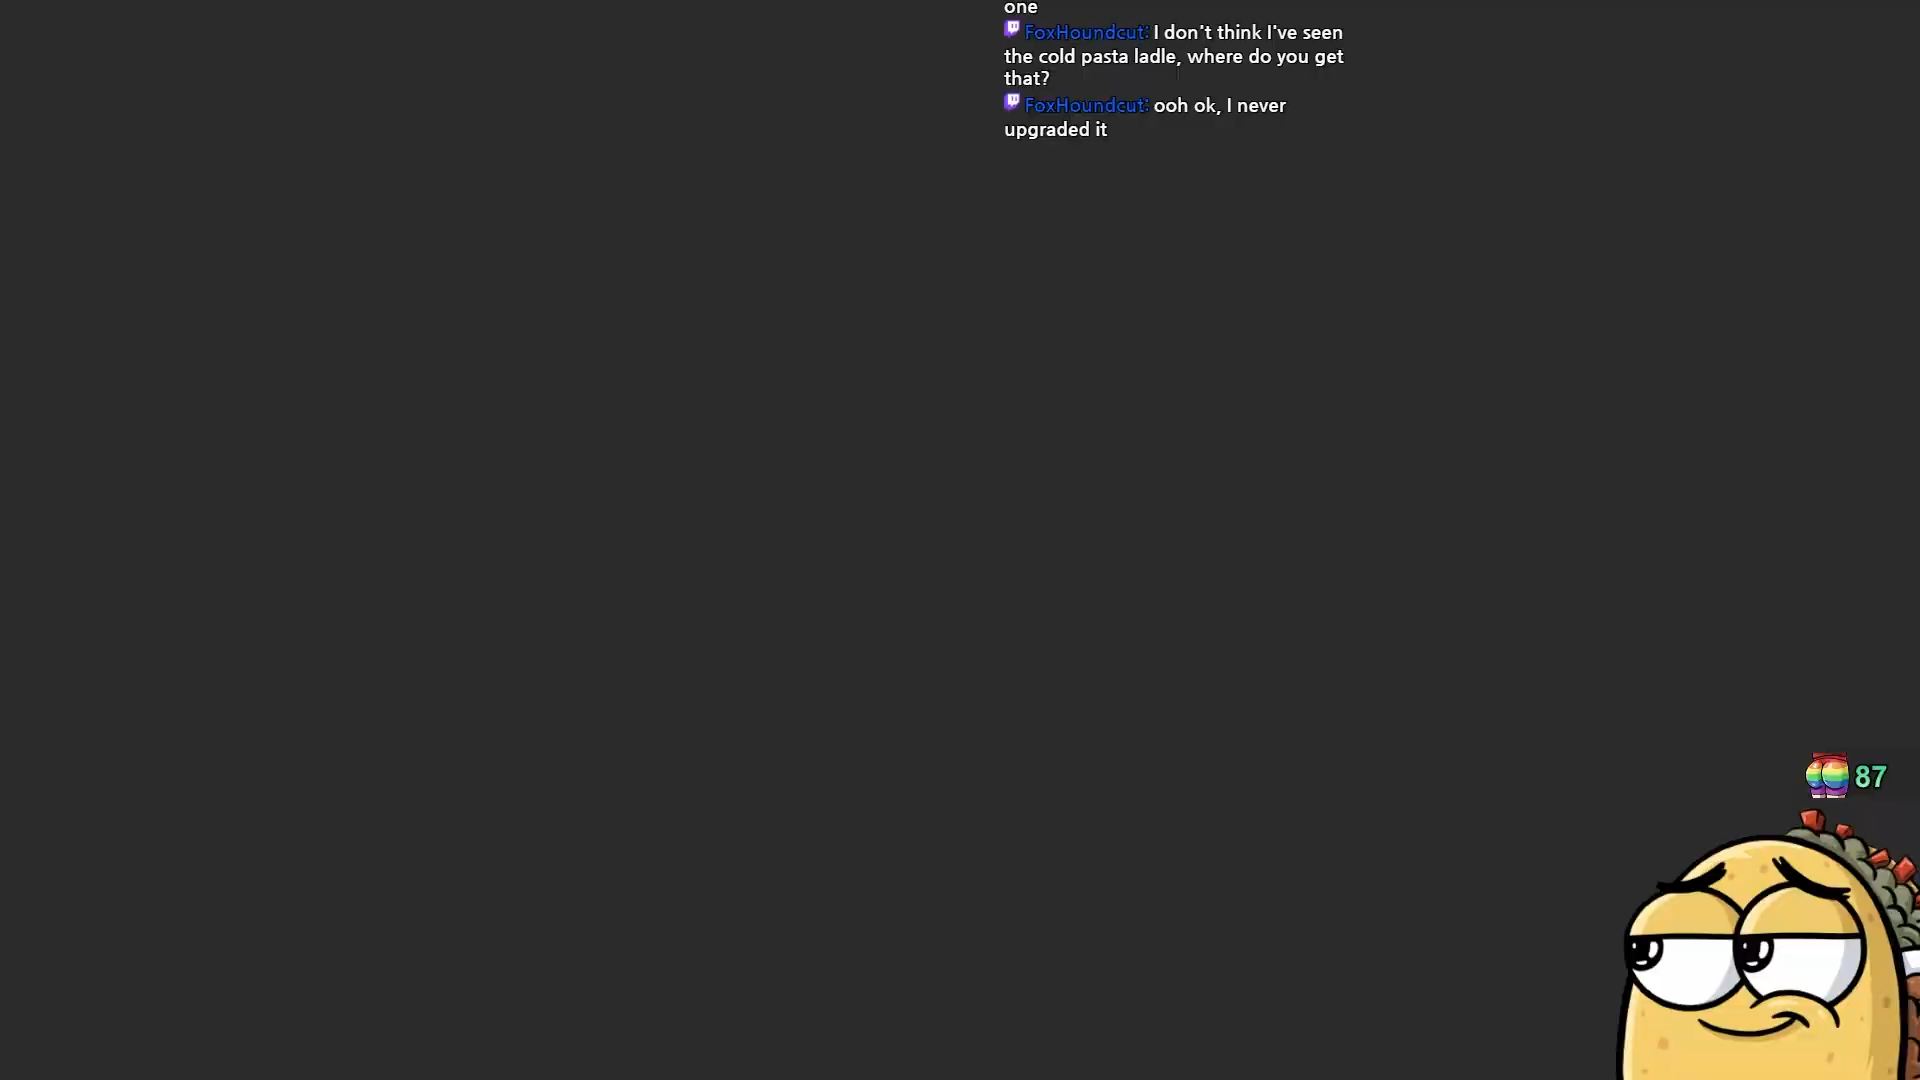 one
FoxHoundcut: I don't think I've seen
the cold pasta ladle, where do you get
that?
FoxHoundcut: ooh ok, I never
upgraded it
87